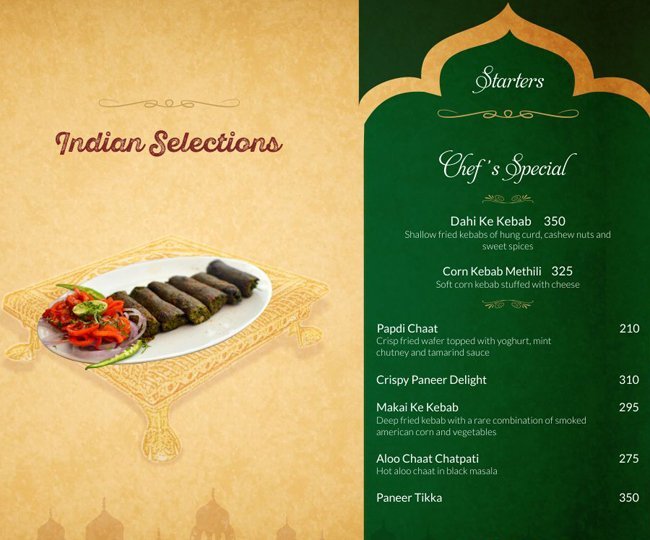 Indian Selections
Starters
Chef's Special
Dahi Ke Kebab 350
Shallow fried kebabs of hung curd, cashew nuts and
sweet spices
Corn Kebab Methili 325
Soft corn kebab stuffed with cheese
Papdi Chaat 210
Crisp fried wafer topped with yoghurt, mint
chutney and tamarind sauce
Crispy Paneer Delight 310
Makai Ke Kebab 295
Deep fried kebab with a rare combination of smoked
american corn and vegetables
Aloo Chaat Chatpati 275
Hot aloo chaat in black masala
Paneer Tikka 350